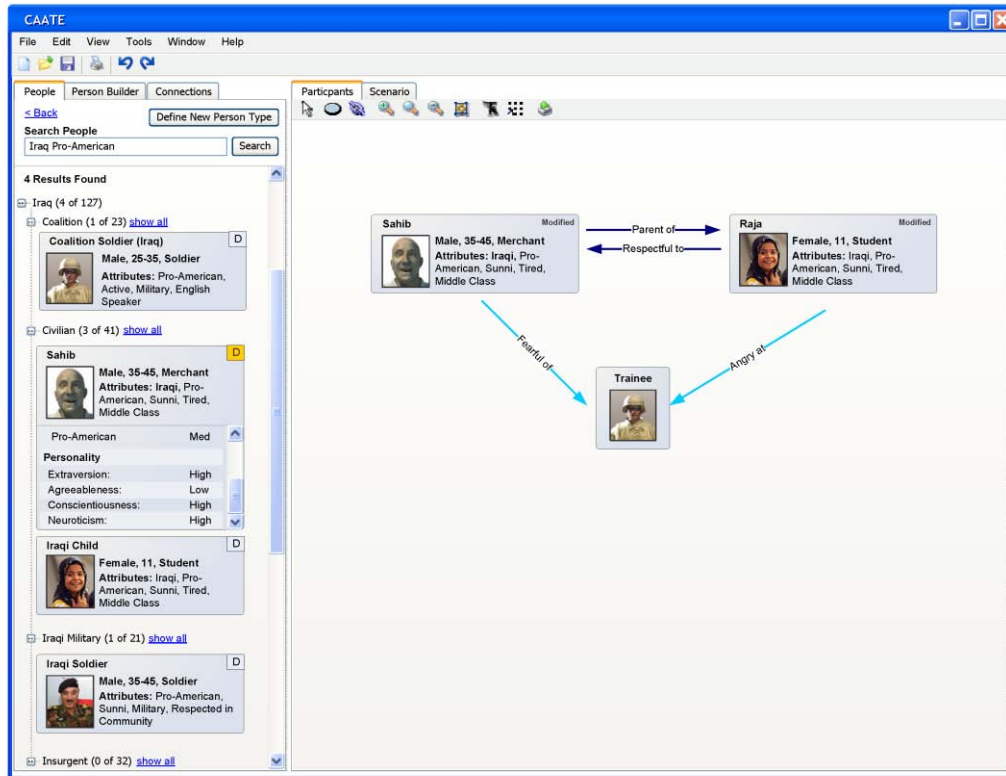 CAATE
File Edit View Tools Window Help
People Person Builder Connections
< Back
Define New Person Type
Search People
Iraq Pro-American
Search
4 Results Found
Iraq (4 of 127)
Coalition (1 of 23) show all
Coalition Soldier (Iraq)
D
Male, 25-35, Soldier
Attributes: Pro-American,
Active, Military, English
Speaker
Civilian (3 of 41) show all
Sahib
D
Male, 35-45, Merchant
Attributes: Iraqi, Pro-
American, Sunni, Tired,
Middle Class
Pro-American Med
Personality
Extraversion: High
Agreeableness: Low
Conscientiousness: High
Neuroticism: High
Iraqi Child
D
Female, 11, Student
Attributes: Iraqi, Pro-
American, Sunni, Tired,
Middle Class
Iraqi Military (1 of 21) show all
Iraqi Soldier
D
Male, 35-45, Soldier
Attributes: Pro-American,
Sunni, Military, Respected in
Community
Insurgent (0 of 32) show all
Particpants Scenario
Sahib
Modified
Male, 35-45, Merchant
Attributes: Iraqi, Pro-
American, Sunni, Tired,
Middle Class
Parent of
Respectful to
Raja
Modified
Female, 11, Student
Attributes: Iraqi, Pro-
American, Sunni, Tired,
Middle Class
Fearful of
Angry at
Trainee